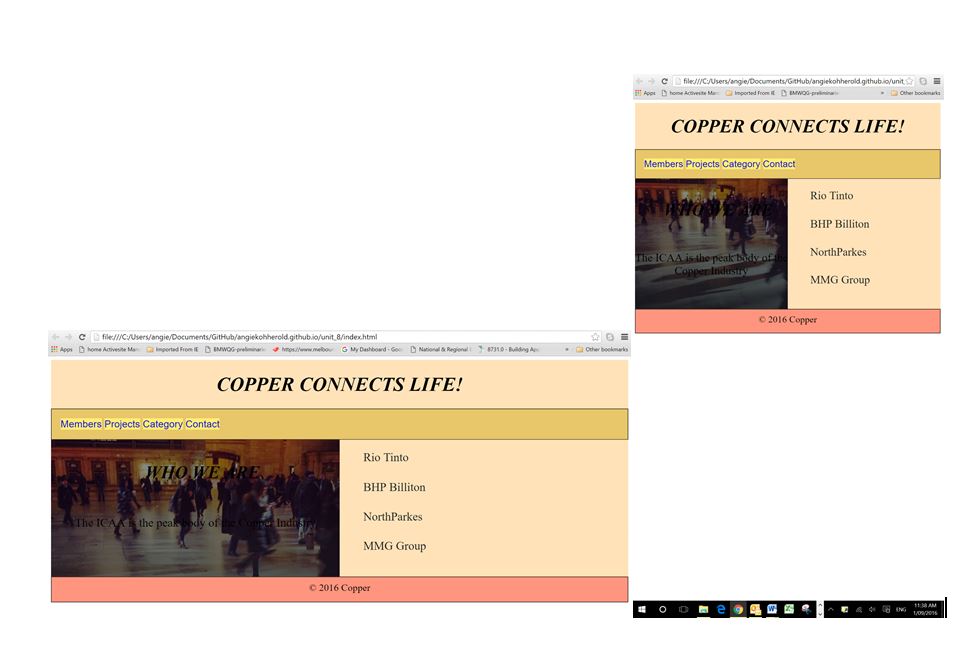 file:///C:/Users/angie/Documents/GitHub/angiekohherold.github.io/unit_
Apps home Activesite Man Imported From IE BMWQG-preliminarie » Other bookmarks
COPPER CONNECTS LIFE!
Members Projects Category Contact
WHO WE ARE
The ICAA is the peak body of the
Copper Industry
Rio Tinto
BHP Billiton
NorthParkes
MMG Group
© 2016 Copper
file:///C:/Users/angie/Documents/GitHub/angiekohherold.github.io/unit_8/index.html
Apps home Activesite Man Imported From IE BMWQG-preliminarie https://www.melbour My Dashboard - Goo National & Regional 8731.0 - Building App » Other bookmarks
COPPER CONNECTS LIFE!
Members Projects Category Contact
WHO WE ARE
The ICAA is the peak body of the Copper Industry
Rio Tinto
BHP Billiton
NorthParkes
MMG Group
© 2016 Copper
ENG
11:38 AM
1/09/2016